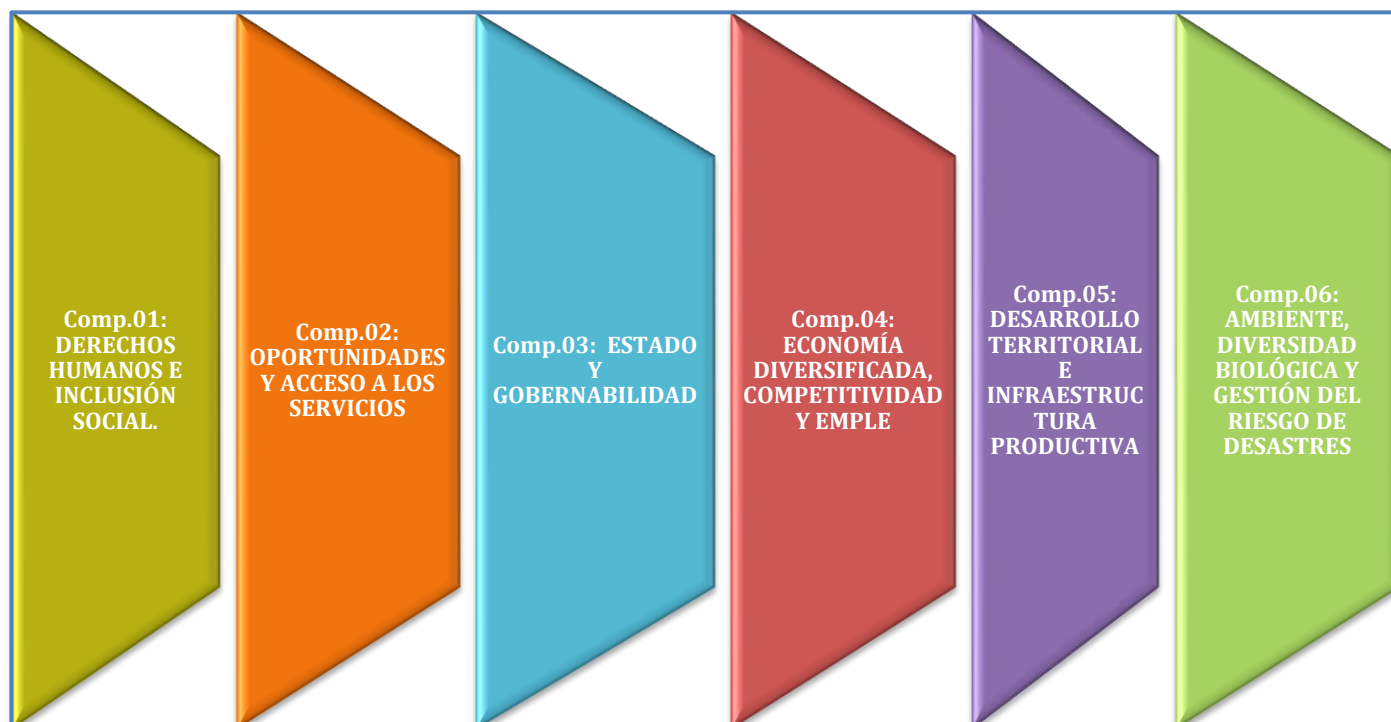 Comp.01:
DERECHOS
HUMANOS E
INCLUSIÓN
SOCIAL.
Comp.02:
OPORTUNIDADES
Y ACCESO A LOS
SERVICIOS
Comp.03: ESTADO
Y
GOBERNABILIDAD
Comp.04:
ECONOMÍA
DIVERSIFICADA,
COMPETITIVIDAD
Y EMPLE
Comp.05:
DESARROLLO
TERRITORIAL
E
INFRAESTRUC
TURA
PRODUCTIVA
Comp.06:
AMBIENTE,
DIVERSIDAD
BIOLÓGICA Y
GESTIÓN DEL
RIESGO DE
DESASTRES